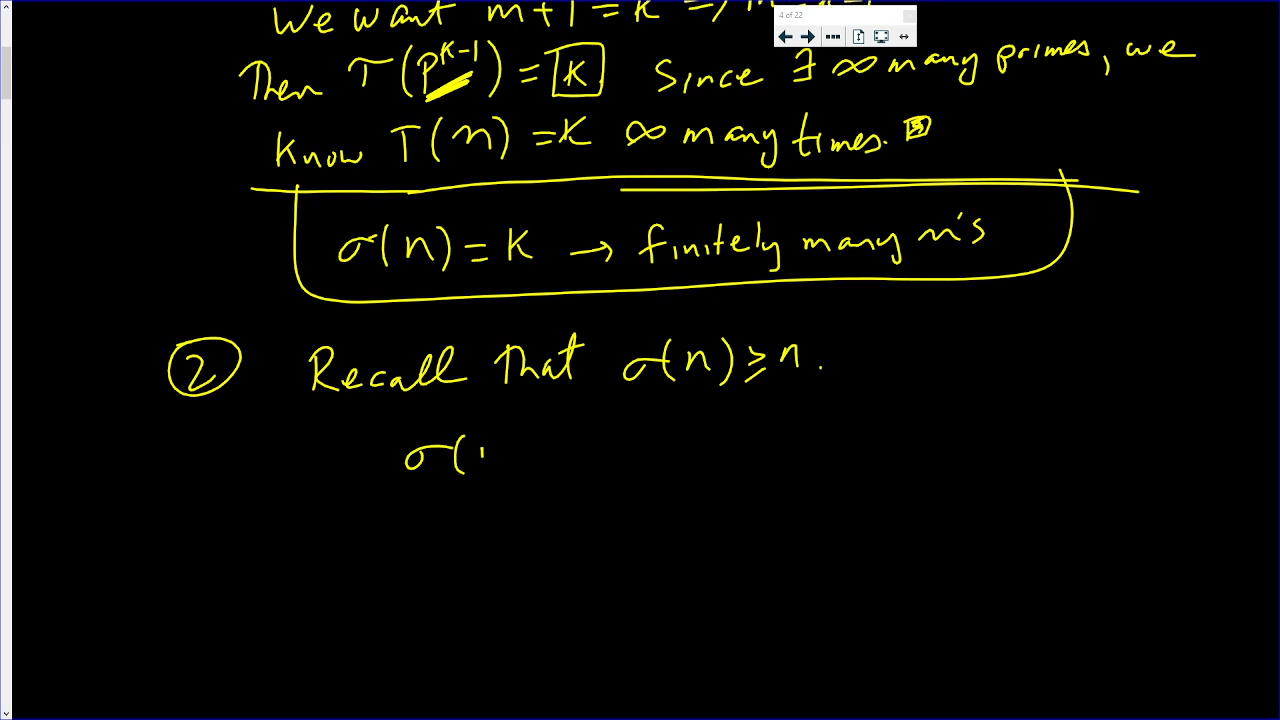 We want m+1 = K =>
4 of 22
Then τ(p^{K-1}) = K Since ∃ ∞ many primes, we
know τ(n) = K ∞ many times.
σ(n) = K → finitely many n's
② Recall that σ(n) ≥ n.
σ(